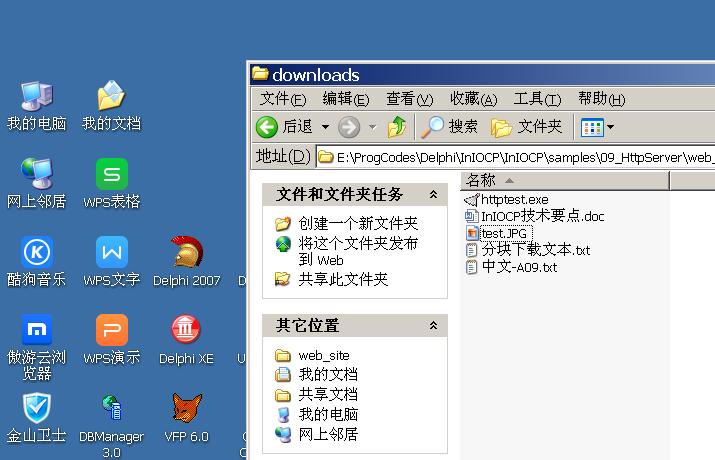 downloads
文件(F) 编辑(E) 查看(V) 收藏(A) 工具(T) 帮助(H)
后退 搜索 文件夹
地址(D) E:\ProgCodes\Delphi\InIOCP\InIOCP\samples\09_HttpServer\web_
文件和文件夹任务
创建一个新文件夹
将这个文件夹发布
到 Web
共享此文件夹
其它位置
web_site
我的文档
共享文档
我的电脑
网上邻居
名称
httptest.exe
InIOCP技术要点.doc
test.JPG
分块下载文本.txt
中文-A09.txt
我的电脑
我的文档
网上邻居
WPS表格
酷狗音乐
WPS文字
Delphi 2007
D
傲游云浏
览器
WPS演示
Delphi XE
U
金山卫士
DBManager
3.0
VFP 6.0